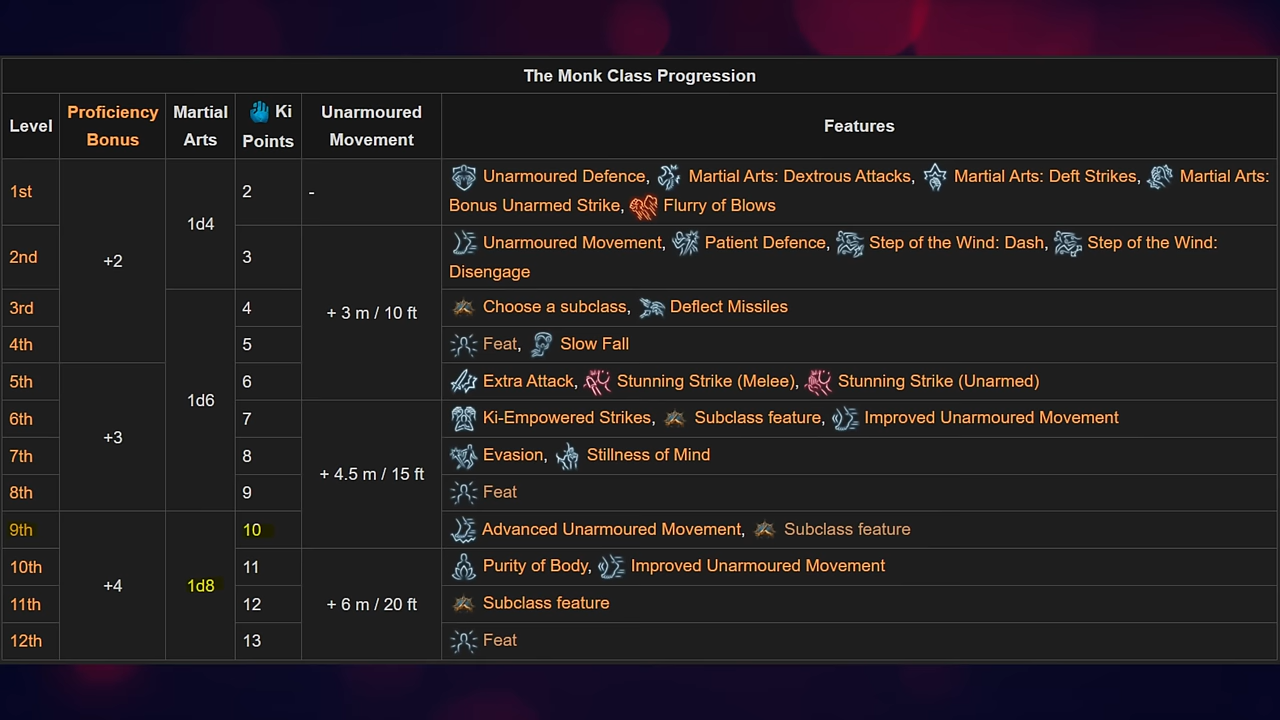 The Monk Class Progression
Level
Proficiency
Bonus
Martial
Arts
Ki
Points
Unarmoured
Movement
Features
1st
+2
1d4
2
-
Unarmoured Defence, Martial Arts: Dextrous Attacks, Martial Arts: Deft Strikes, Martial Arts:
Bonus Unarmed Strike, Flurry of Blows
2nd
3
+ 3 m / 10 ft
Unarmoured Movement, Patient Defence, Step of the Wind: Dash, Step of the Wind:
Disengage
3rd
1d6
4
Choose a subclass, Deflect Missiles
4th
5
Feat, Slow Fall
5th
+3
6
Extra Attack, Stunning Strike (Melee), Stunning Strike (Unarmed)
6th
7
+ 4.5 m / 15 ft
Ki-Empowered Strikes, Subclass feature, Improved Unarmoured Movement
7th
8
Evasion, Stillness of Mind
8th
9
Feat
9th
+4
1d8
10
Advanced Unarmoured Movement, Subclass feature
10th
11
+ 6 m / 20 ft
Purity of Body, Improved Unarmoured Movement
11th
12
Subclass feature
12th
13
Feat